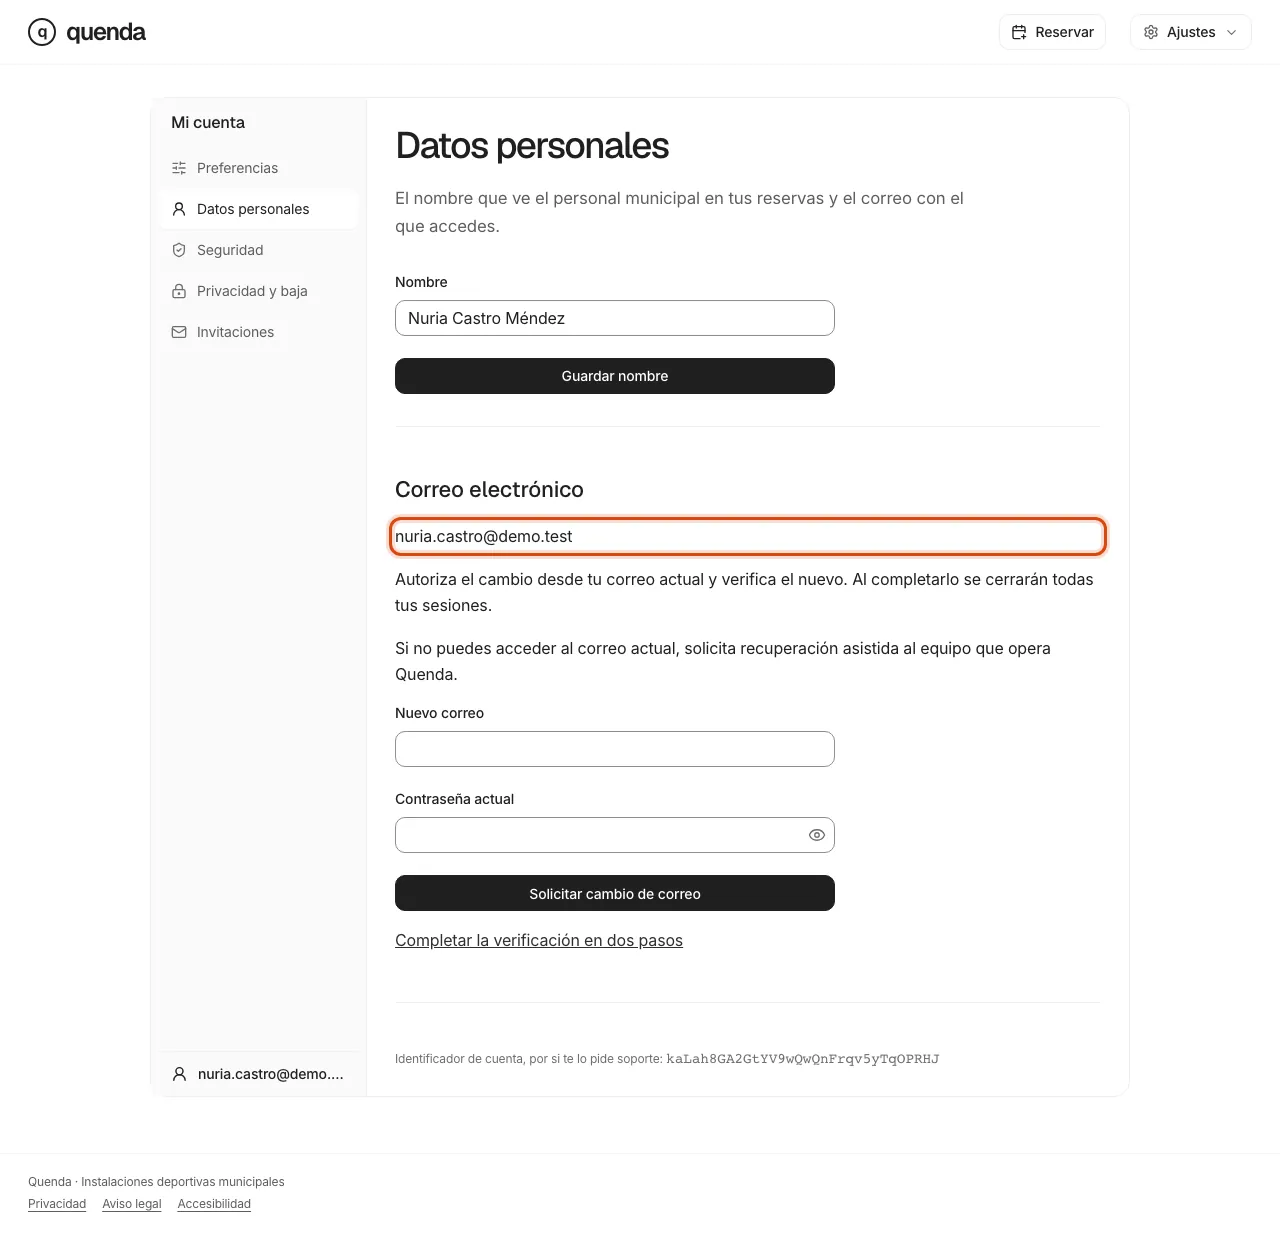 q quenda
Reservar
Ajustes
Mi cuenta
Preferencias
Datos personales
Seguridad
Privacidad y baja
Invitaciones
nuria.castro@demo....
Datos personales
El nombre que ve el personal municipal en tus reservas y el correo con el
que accedes.
Nombre
Nuria Castro Méndez
Guardar nombre
Correo electrónico
nuria.castro@demo.test
Autoriza el cambio desde tu correo actual y verifica el nuevo. Al completarlo se cerrarán todas
tus sesiones.
Si no puedes acceder al correo actual, solicita recuperación asistida al equipo que opera
Quenda.
Nuevo correo
Contraseña actual
Solicitar cambio de correo
Completar la verificación en dos pasos
Identificador de cuenta, por si te lo pide soporte: kaLah8GA2GtYV9wQwQnFrqv5yTqOPRHJ
Quenda · Instalaciones deportivas municipales
Privacidad Aviso legal Accesibilidad